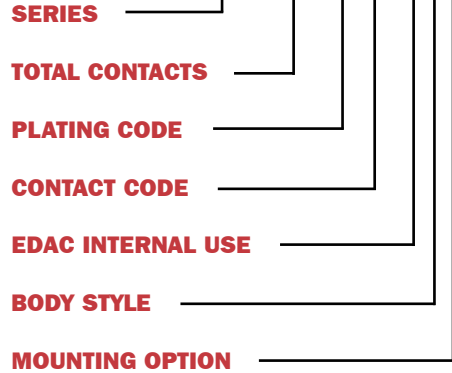 SERIES
TOTAL CONTACTS
PLATING CODE
CONTACT CODE
EDAC INTERNAL USE
BODY STYLE
MOUNTING OPTION